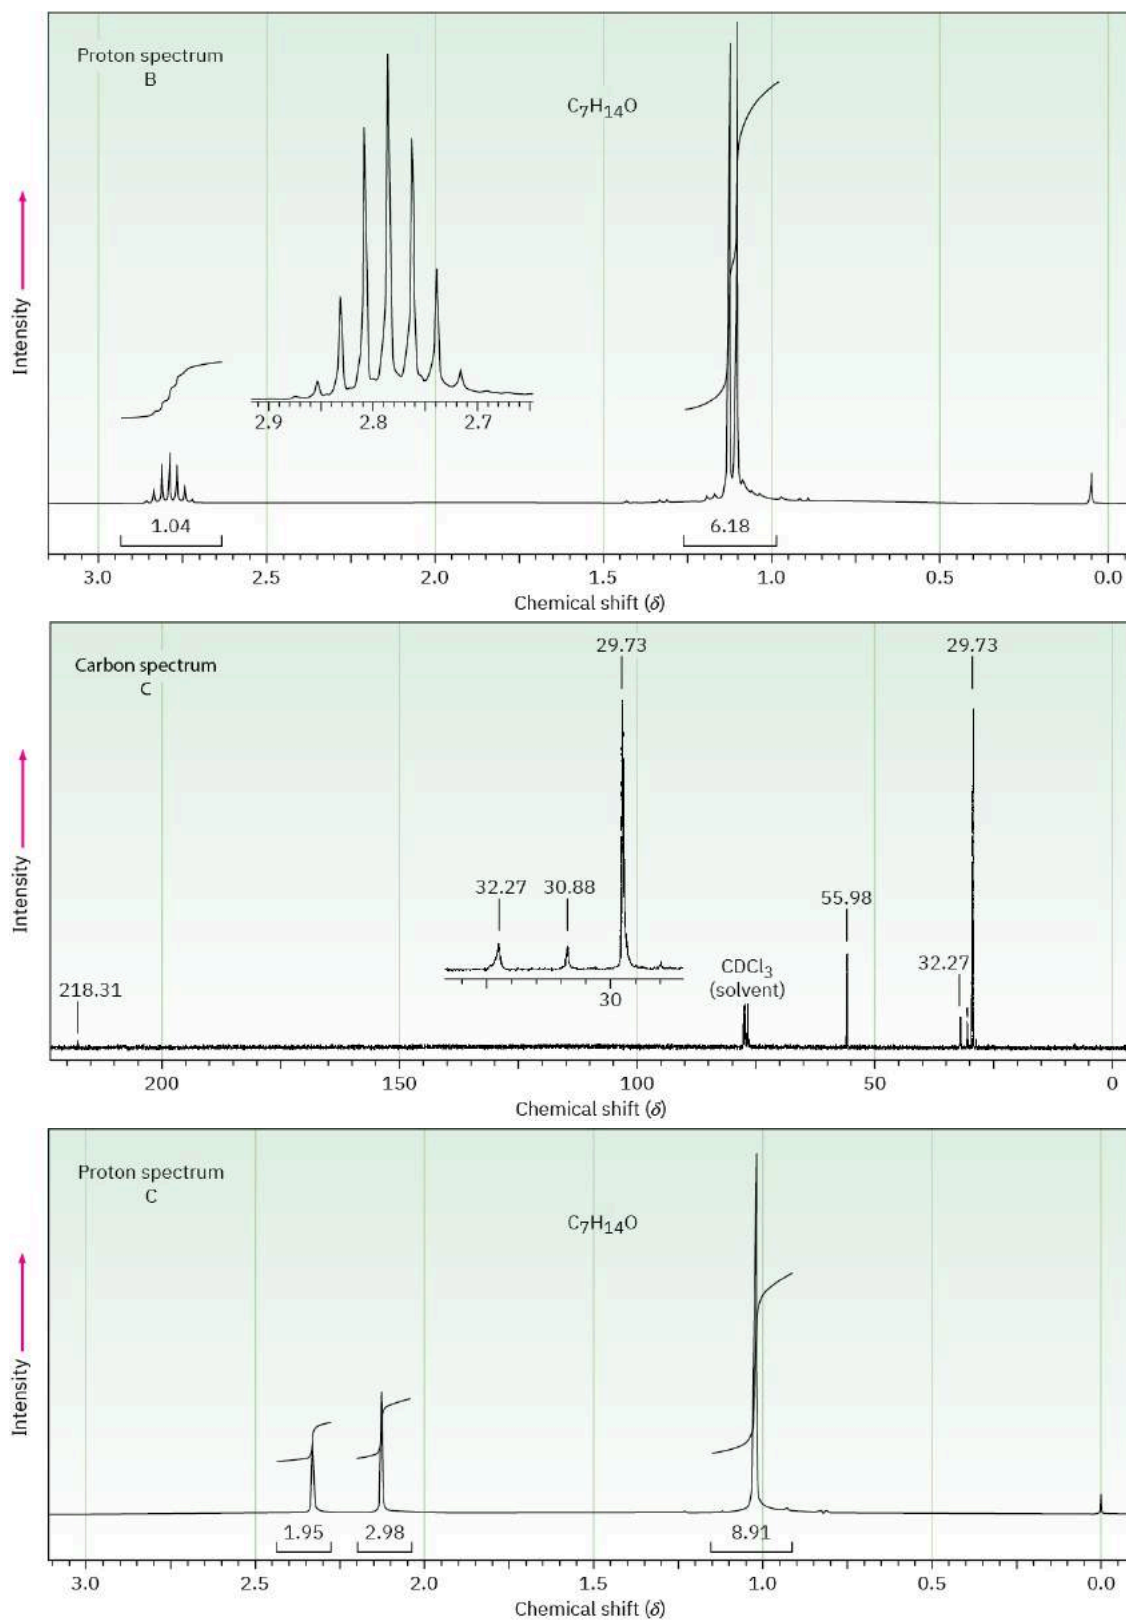 Proton spectrum
B
C₇H₁₄O
Intensity
2.9 2.8 2.7
1.04 6.18
3.0 2.5 2.0 1.5 1.0 0.5 0.0
Chemical shift (δ)
29.73 29.73
Carbon spectrum
C
Intensity
32.27 30.88
55.98
CDCl₃
(solvent)
32.27
218.31
30
200 150 100 50 0
Chemical shift (δ)
Proton spectrum
C
C₇H₁₄O
Intensity
1.95 2.98 8.91
3.0 2.5 2.0 1.5 1.0 0.5 0.0
Chemical shift (δ)